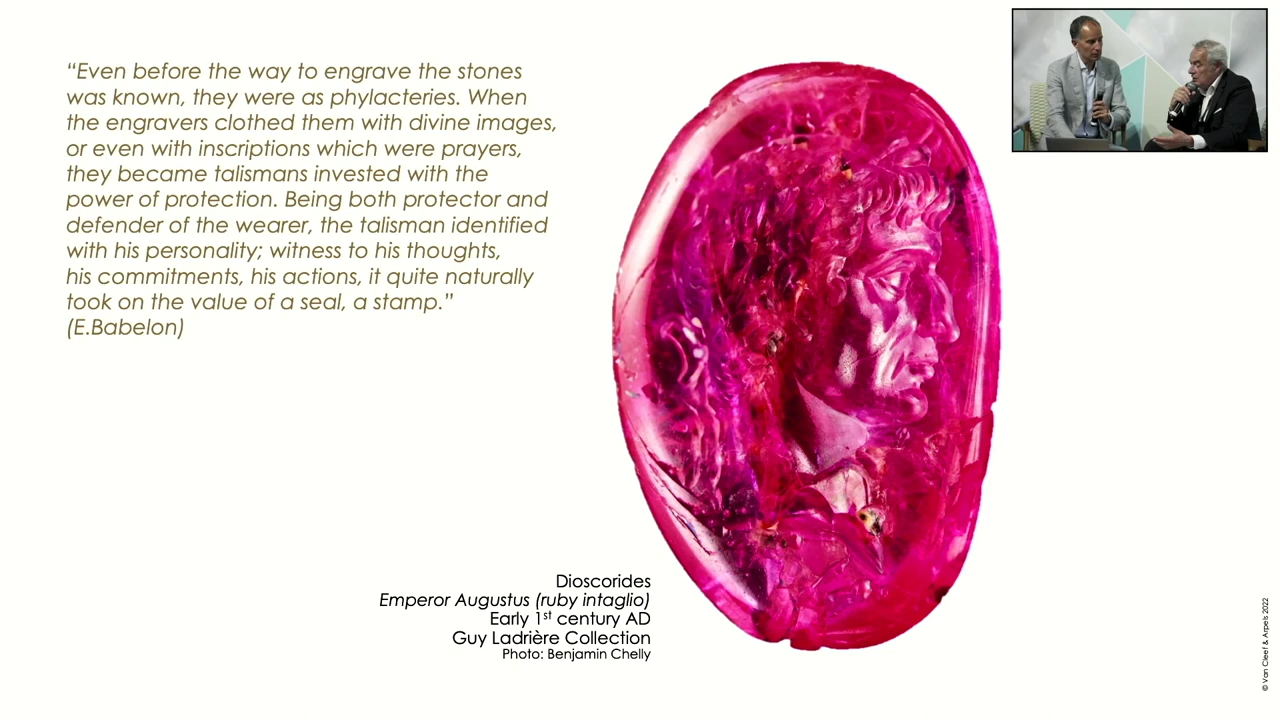 “Even before the way to engrave the stones
was known, they were as phylacteries. When
the engravers clothed them with divine images,
or even with inscriptions which were prayers,
they became talismans invested with the
power of protection. Being both protector and
defender of the wearer, the talisman identified
with his personality; witness to his thoughts,
his commitments, his actions, it quite naturally
took on the value of a seal, a stamp.”
(E.Babelon)
Dioscorides
Emperor Augustus (ruby intaglio)
Early 1st century AD
Guy Ladrière Collection
Photo: Benjamin Chelly
© Van Cleef & Arpels 2022